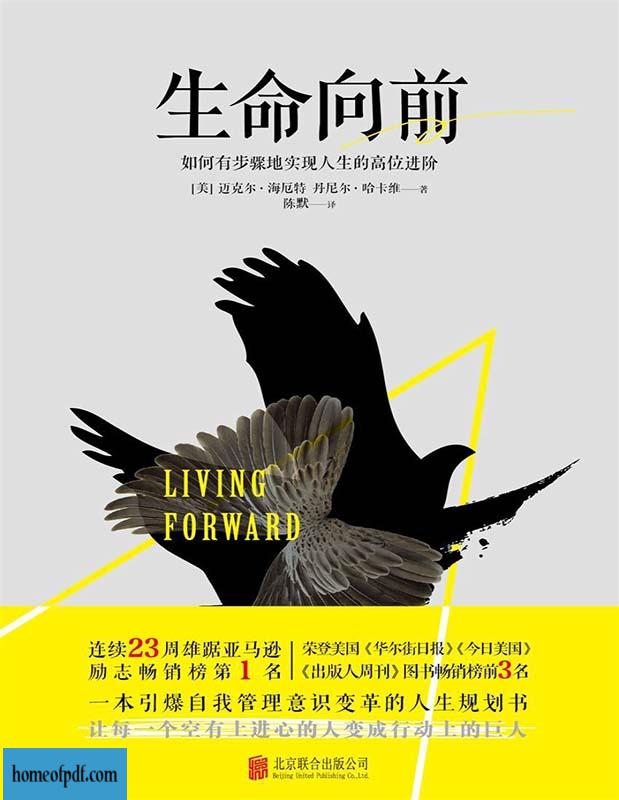 生命向前
如何有步骤地实现人生的高位进阶
[美] 迈克尔·海厄特 丹尼尔·哈卡维——著
陈默——译
LIVING
FORWARD
连续23周雄踞亚马逊
励志畅销榜第1名
荣登美国《华尔街日报》《今日美国》
《出版人周刊》图书畅销榜前3名
一本引爆自我管理意识变革的人生规划书
让每一个空有上进心的人变成行动上的巨人
北京联合出版公司
Beijing United Publishing Co.,Ltd.
homeofpdf.com